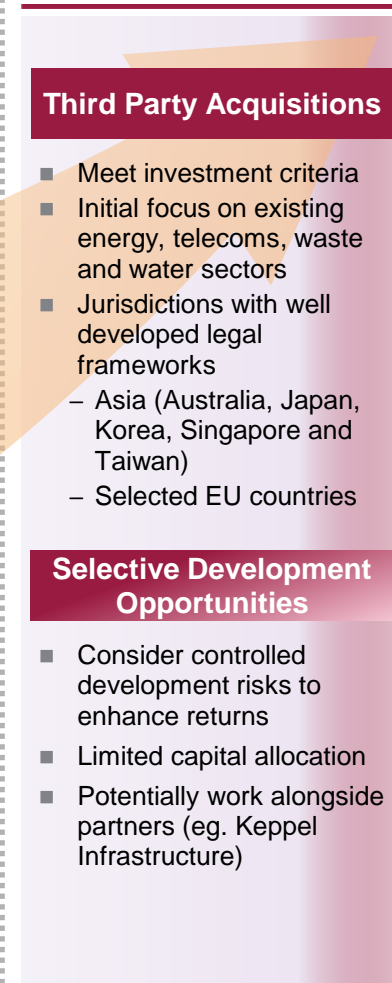 Third Party Acquisitions
■ Meet investment criteria
■ Initial focus on existing
energy, telecoms, waste
and water sectors
■ Jurisdictions with well
developed legal
frameworks
– Asia (Australia, Japan,
Korea, Singapore and
Taiwan)
– Selected EU countries
Selective Development
Opportunities
■ Consider controlled
development risks to
enhance returns
■ Limited capital allocation
■ Potentially work alongside
partners (eg. Keppel
Infrastructure)